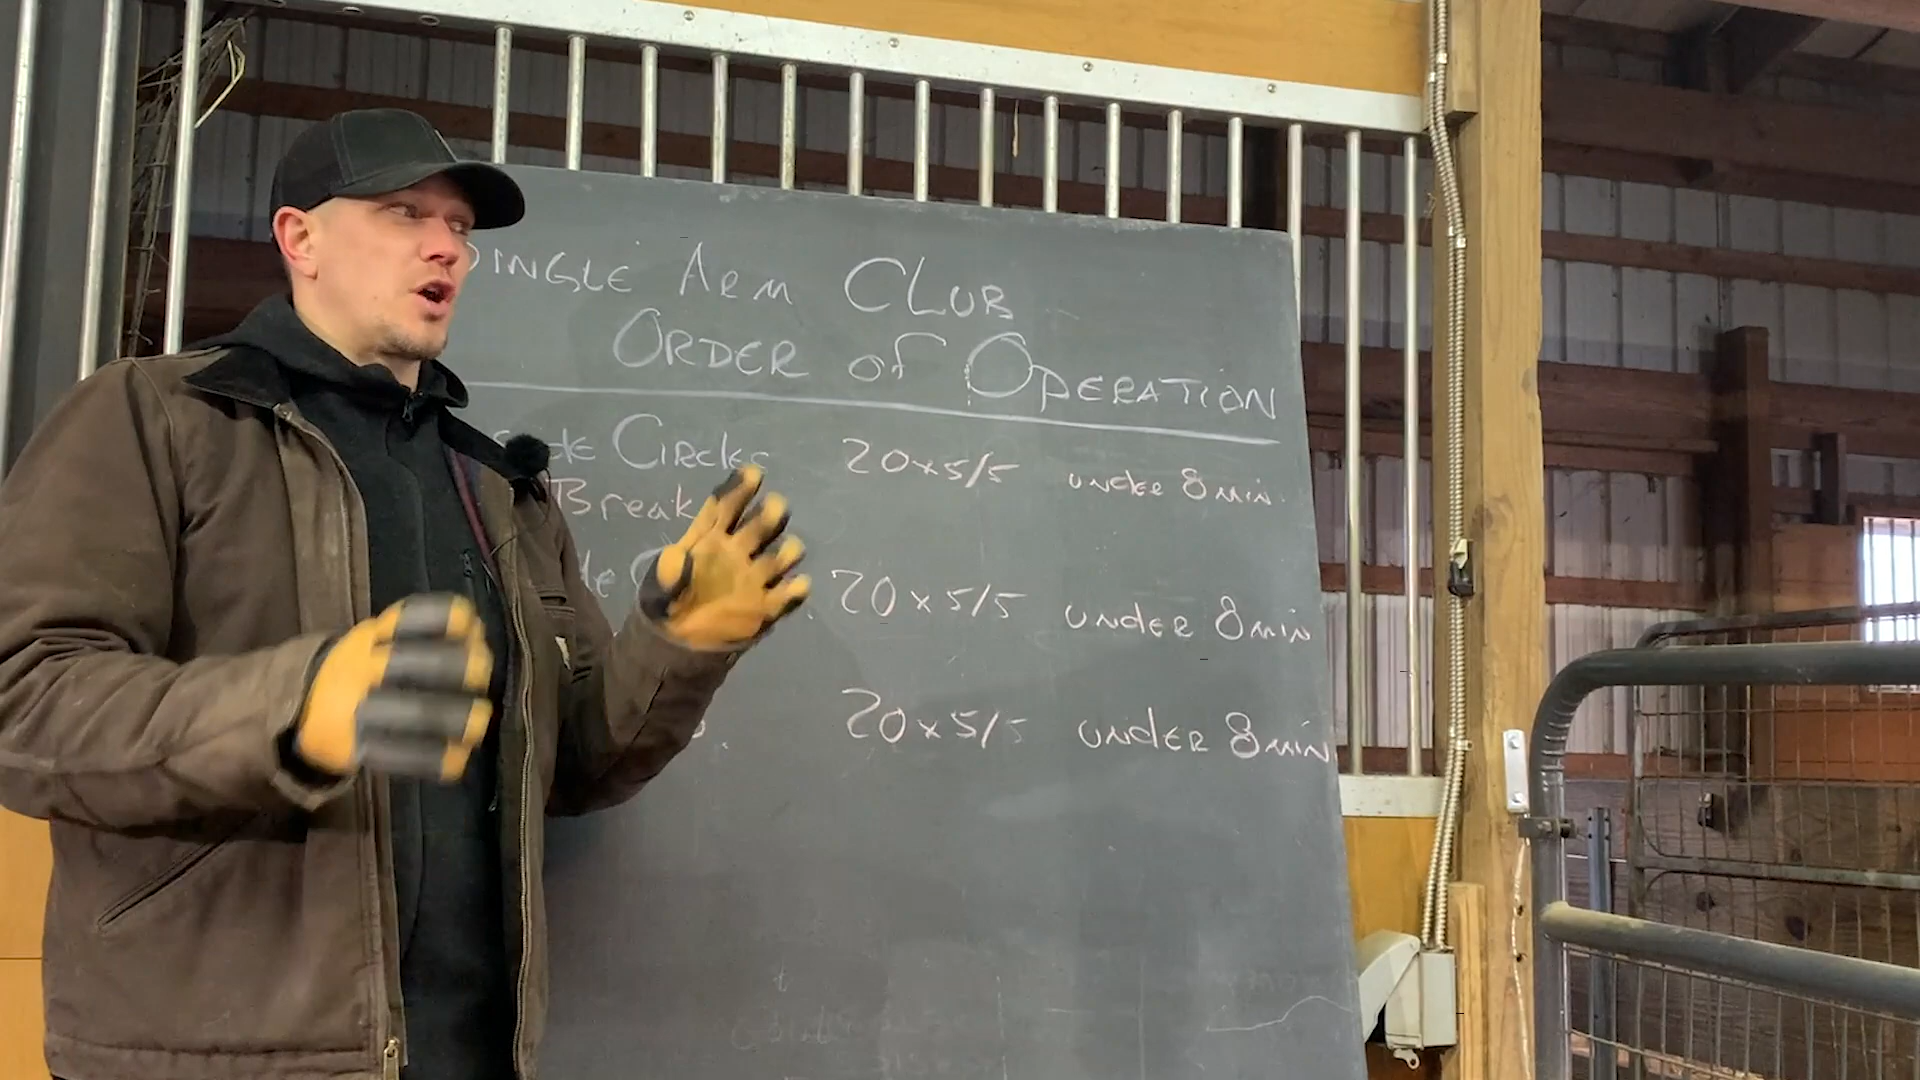 SINGLE ARM CLUB
ORDER OF OPERATION
CIRCLES 20x5/5 UNDER 8 MIN.
Break
20x5/5 UNDER 8 MIN
20x5/5 UNDER 8 MIN